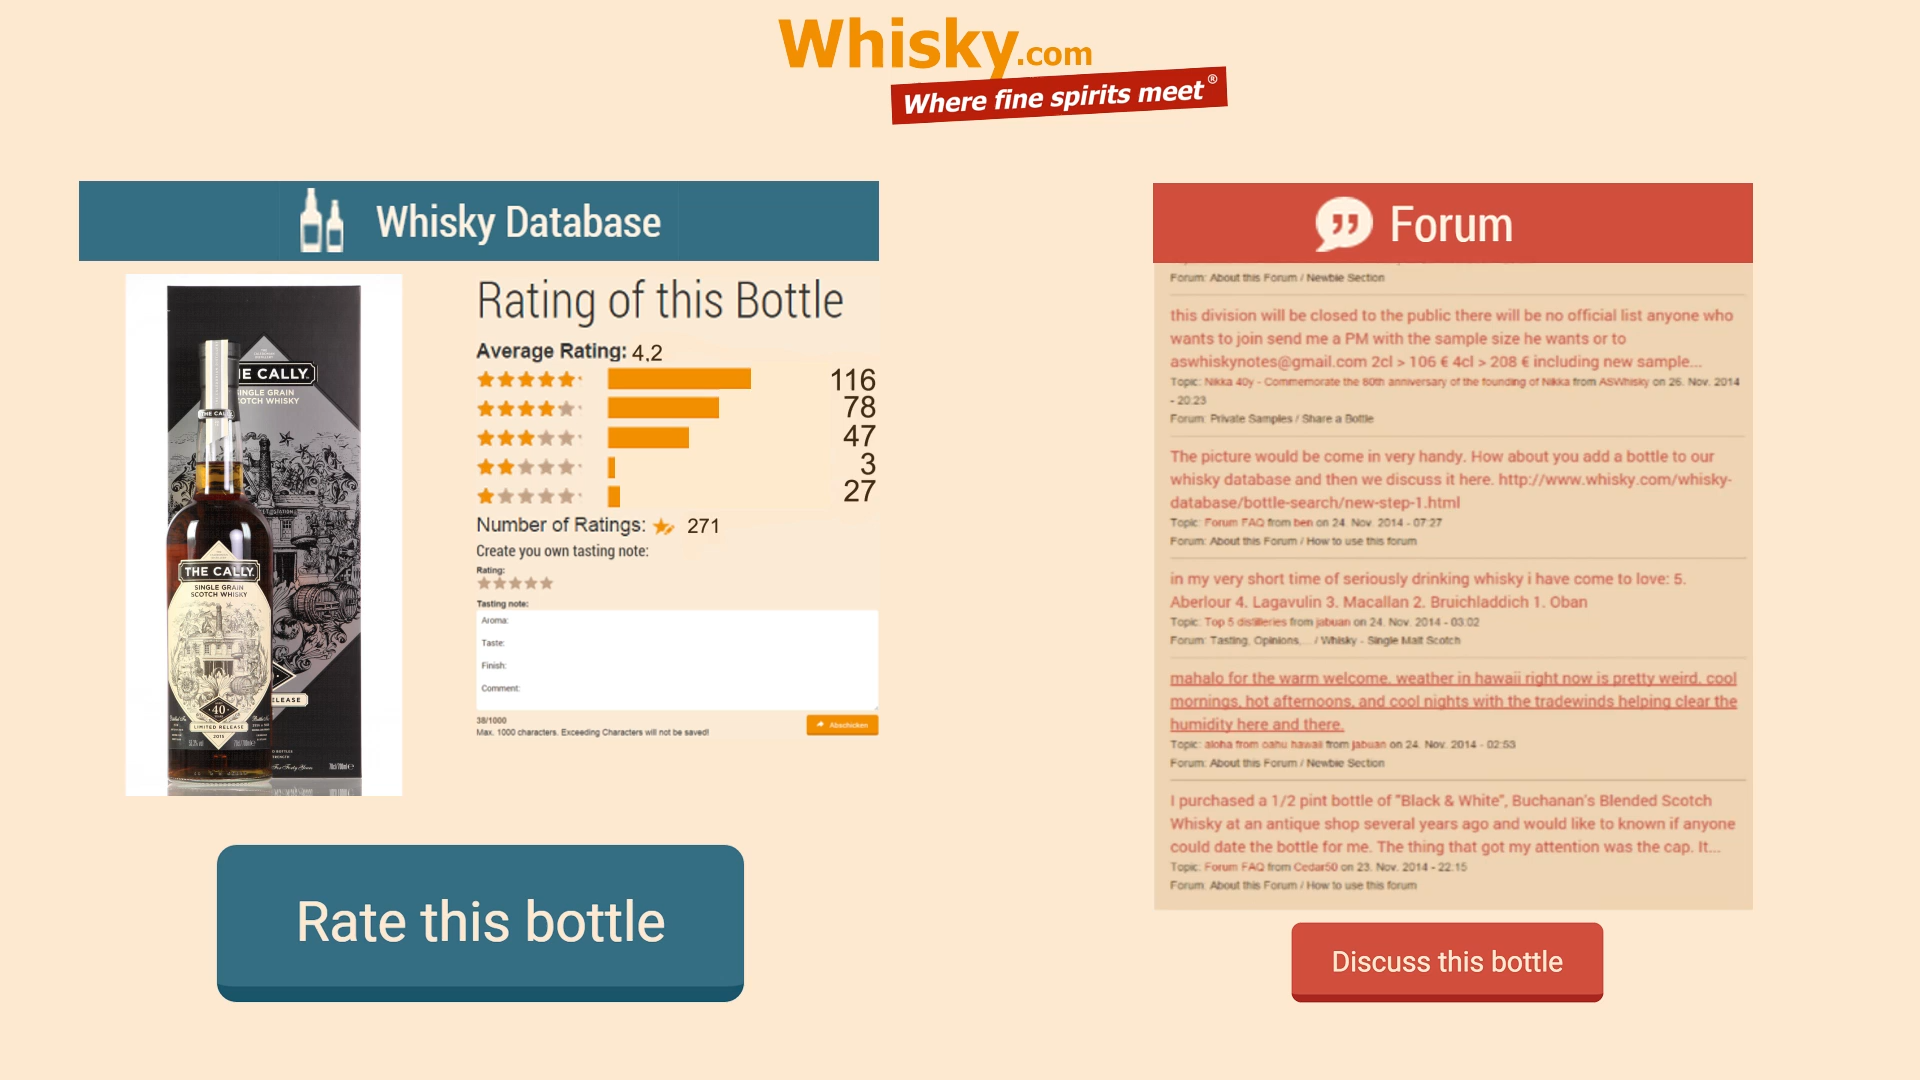 Whisky.com
Where fine spirits meet®
Whisky Database
THE CALLY
SINGLE GRAIN
SCOTCH WHISKY
THE CALLY
THE CALLY
SINGLE GRAIN
SCOTCH WHISKY
40
LIMITED RELEASE
2015
RELEASE
Rating of this Bottle
Average Rating: 4.2
116
78
47
3
27
Number of Ratings: 271
Create you own tasting note:
Rating:
Tasting note:
Aroma:
Taste:
Finish:
Comment:
38/1000
Max. 1000 characters. Exceeding Characters will not be saved!
Abschicken
Rate this bottle
Forum
Forum: About this Forum / Newbie Section
this division will be closed to the public there will be no official list anyone who
wants to join send me a PM with the sample size he wants or to
aswhiskynotes@gmail.com 2cl > 106 € 4cl > 208 € including new sample...
Topic: Nikka 40y - Commemorate the 80th anniversary of the founding of Nikka from ASWhisky on 26. Nov. 2014
- 20:23
Forum: Private Samples / Share a Bottle
The picture would be come in very handy. How about you add a bottle to our
whisky database and then we discuss it here. http://www.whisky.com/whisky-
database/bottle-search/new-step-1.html
Topic: Forum FAQ from ben on 24. Nov. 2014 - 07:27
Forum: About this Forum / How to use this forum
in my very short time of seriously drinking whisky i have come to love: 5.
Aberlour 4. Lagavulin 3. Macallan 2. Bruichladdich 1. Oban
Topic: Top 5 distilleries from jabuan on 24. Nov. 2014 - 03:02
Forum: Tasting, Opinions,... / Whisky - Single Malt Scotch
mahalo for the warm welcome. weather in hawaii right now is pretty weird. cool
mornings, hot afternoons, and cool nights with the tradewinds helping clear the
humidity here and there.
Topic: aloha from oahu hawaii from jabuan on 24. Nov. 2014 - 02:53
Forum: About this Forum / Newbie Section
I purchased a 1/2 pint bottle of "Black & White", Buchanan's Blended Scotch
Whisky at an antique shop several years ago and would like to known if anyone
could date the bottle for me. The thing that got my attention was the cap. It...
Topic: Forum FAQ from Cedar50 on 23. Nov. 2014 - 22:15
Forum: About this Forum / How to use this forum
Discuss this bottle